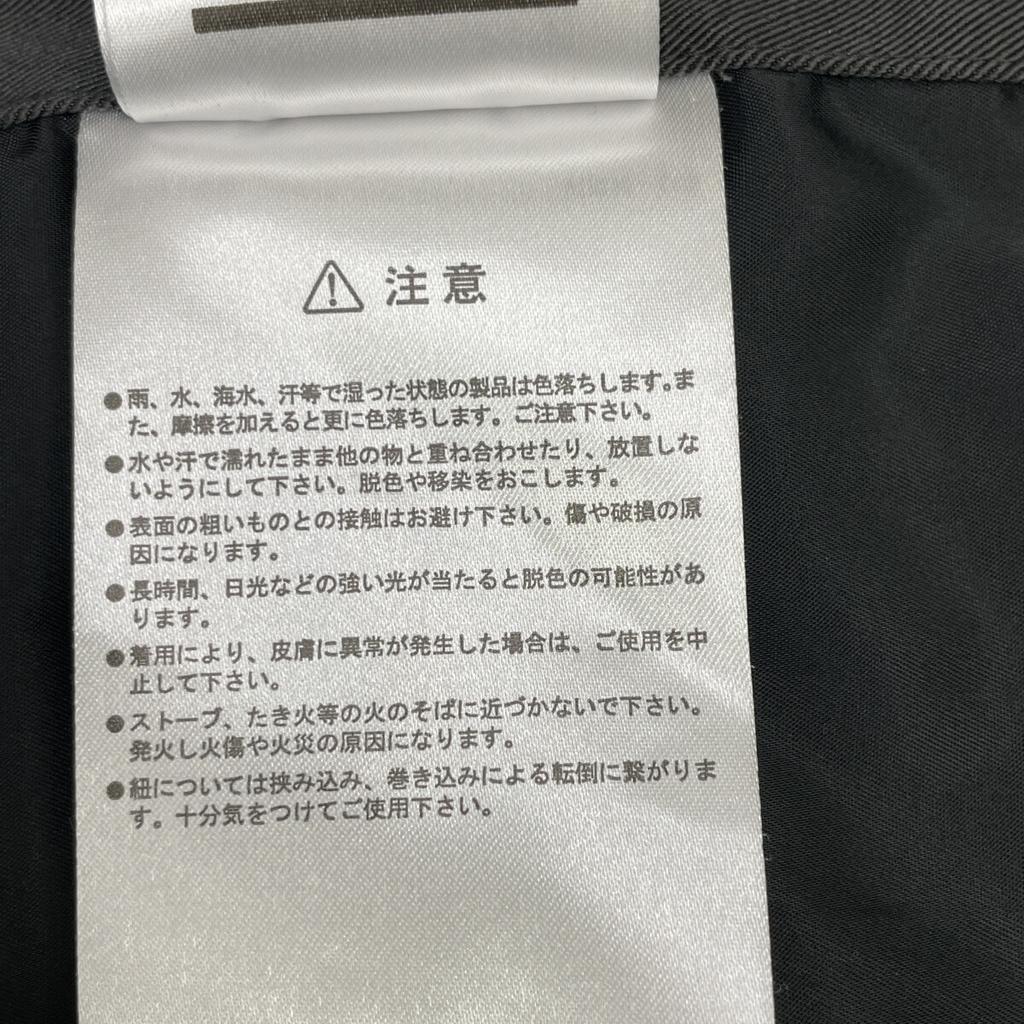 注意
●雨、水、海水、汗等で湿った状態の製品は色落ちします。ま
た、摩擦を加えると更に色落ちします。ご注意下さい。
●水や汗で濡れたまま他の物と重ね合わせたり、放置しな
いようにして下さい。脱色や移染をおこします。
●表面の粗いものとの接触はお避け下さい。傷や破損の原
因になります。
●長時間、日光などの強い光が当たると脱色の可能性があ
ります。
●着用により、皮膚に異常が発生した場合は、ご使用を中
止して下さい。
●ストーブ、たき火等の火のそばに近づかないで下さい。
発火し火傷や火災の原因になります。
●紐については挟み込み、巻き込みによる転倒に繋がりま
す。十分気をつけてご使用下さい。